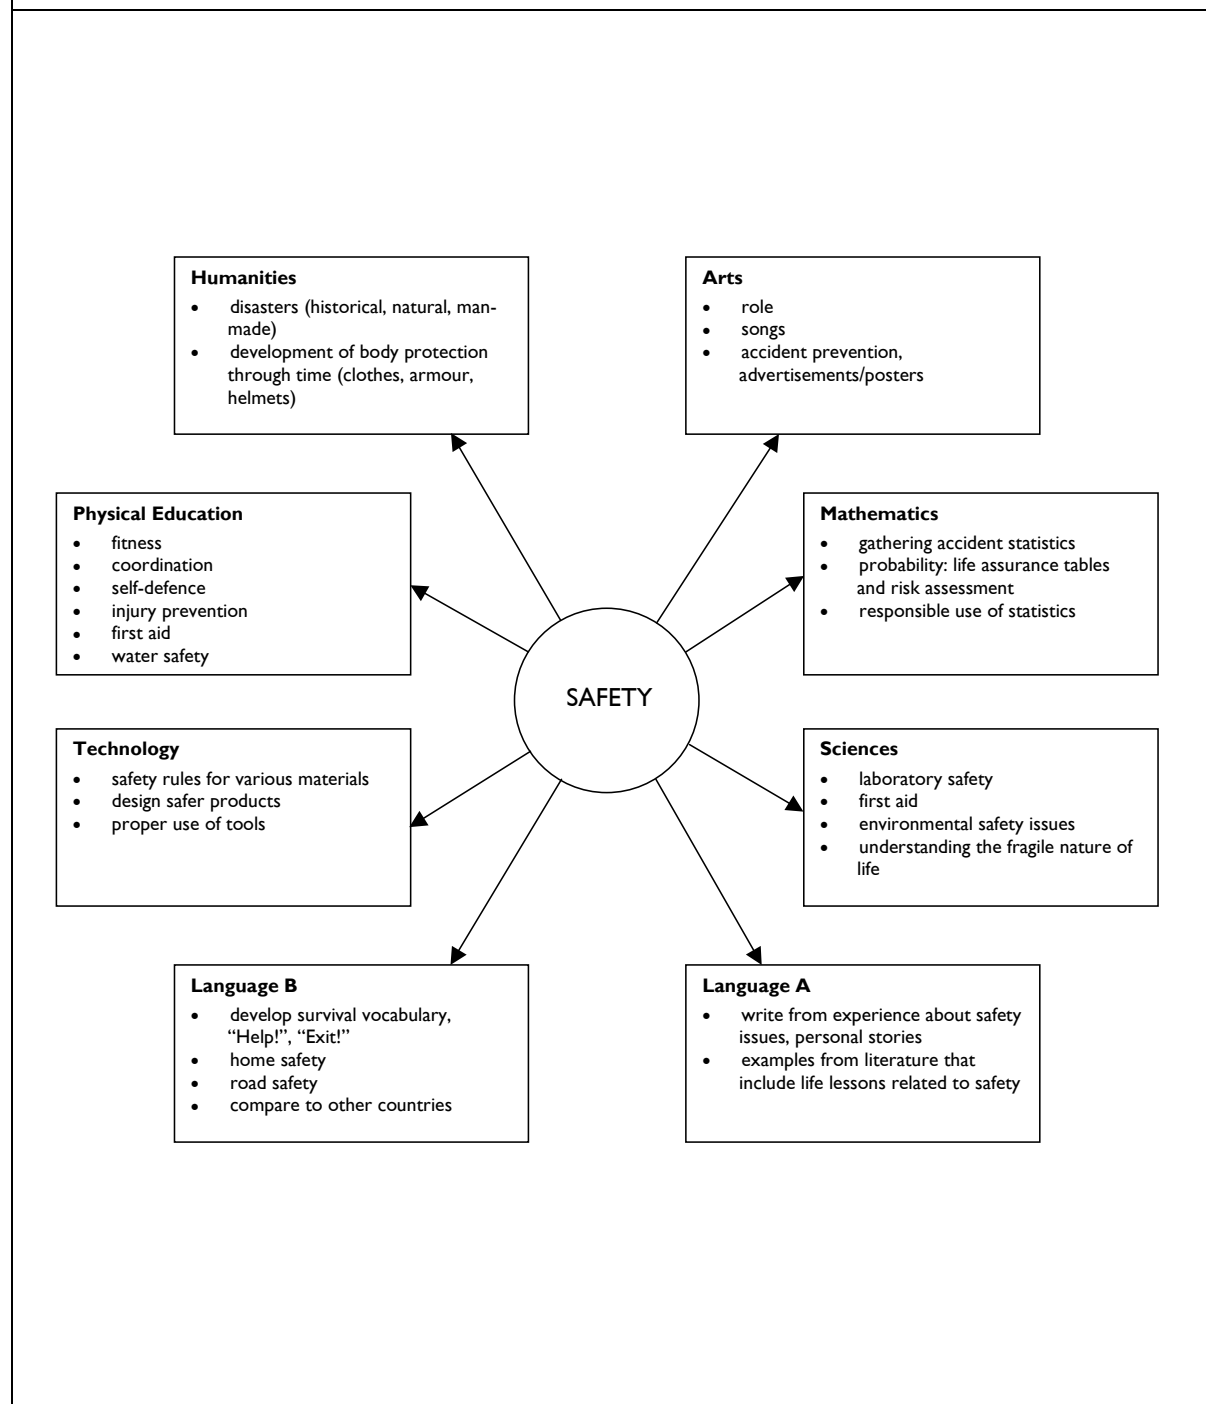 Humanities
• disasters (historical, natural, man-
made)
• development of body protection
through time (clothes, armour,
helmets)
Arts
• role
• songs
• accident prevention,
advertisements/posters
Physical Education
• fitness
• coordination
• self-defence
• injury prevention
• first aid
• water safety
Mathematics
• gathering accident statistics
• probability: life assurance tables
and risk assessment
• responsible use of statistics
SAFETY
Technology
• safety rules for various materials
• design safer products
• proper use of tools
Sciences
• laboratory safety
• first aid
• environmental safety issues
• understanding the fragile nature of
life
Language B
• develop survival vocabulary,
“Help!”, “Exit!”
• home safety
• road safety
• compare to other countries
Language A
• write from experience about safety
issues, personal stories
• examples from literature that
include life lessons related to safety